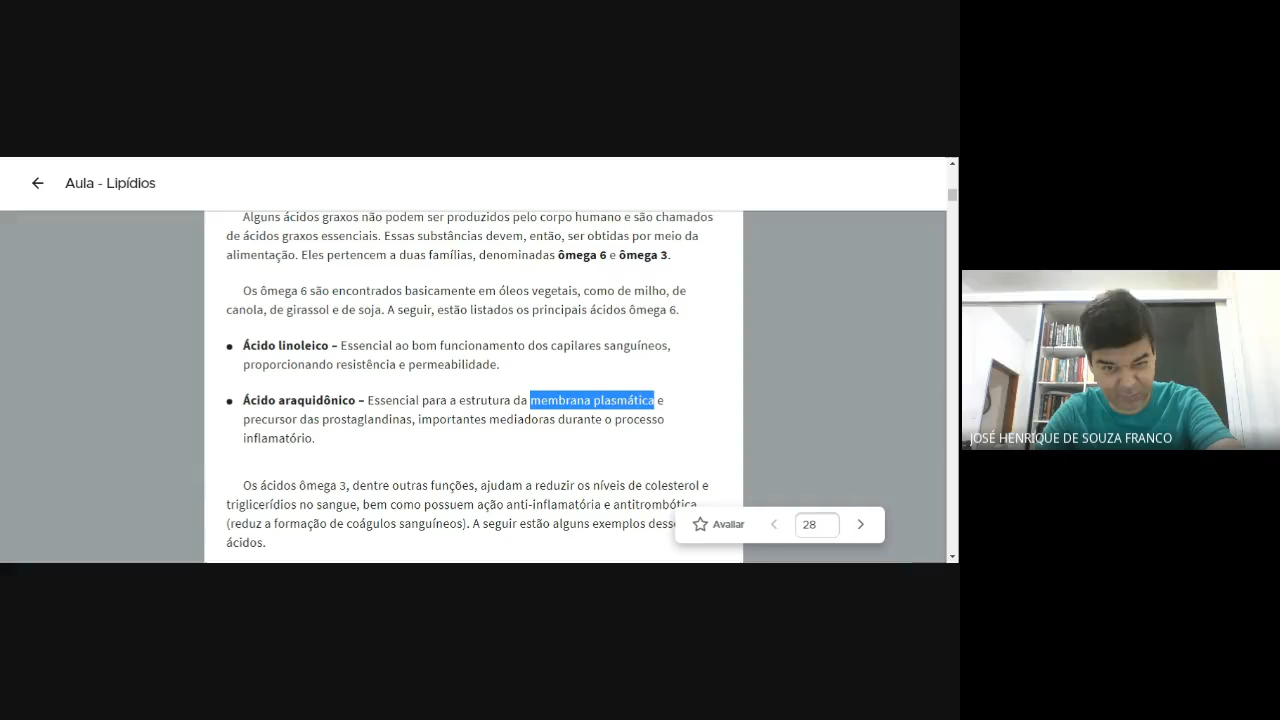 Aula - Lipídios
Alguns ácidos graxos não podem ser produzidos pelo corpo humano e são chamados
de ácidos graxos essenciais. Essas substâncias devem, então, ser obtidas por meio da
alimentação. Eles pertencem a duas famílias, denominadas ômega 6 e ômega 3.
Os ômega 6 são encontrados basicamente em óleos vegetais, como de milho, de
canola, de girassol e de soja. A seguir, estão listados os principais ácidos ômega 6.
● Ácido linoleico – Essencial ao bom funcionamento dos capilares sanguíneos,
proporcionando resistência e permeabilidade.
● Ácido araquidônico – Essencial para a estrutura da membrana plasmática e
precursor das prostaglandinas, importantes mediadoras durante o processo
inflamatório.
Os ácidos ômega 3, dentre outras funções, ajudam a reduzir os níveis de colesterol e
triglicerídios no sangue, bem como possuem ação anti-inflamatória e antitrombótica
(reduz a formação de coágulos sanguíneos). A seguir estão alguns exemplos
ácidos.
Avaliar
28
JOSÉ HENRIQUE DE SOUZA FRANCO